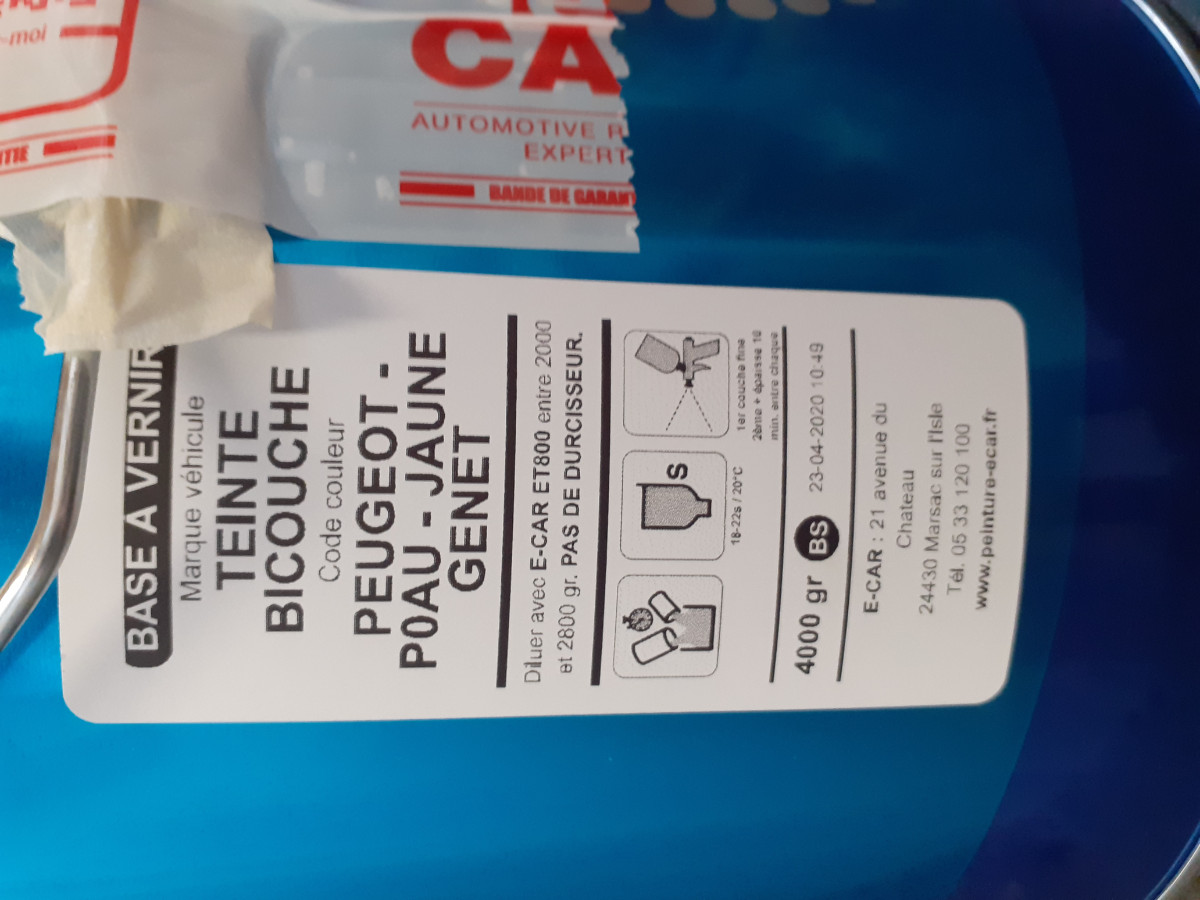 -moi
TIE
CA
AUTOMOTIVE R
EXPERT
BANDE DE GARANT
BASE A VERNIR
Marque véhicule
TEINTE
BICOUCHE
Code couleur
PEUGEOT -
P0AU - JAUNE
GENET
Diluer avec E-CAR ET800 entre 2000
et 2800 gr. PAS DE DURCISSEUR.
S
18-22s / 20°C
1er couche fine
2ème + épaisse 10
min. entre chaque
4000 gr BS 23-04-2020 10:49
E-CAR : 21 avenue du
Chateau
24430 Marsac sur l'Isle
Tél. 05 33 120 100
www.peinture-ecar.fr